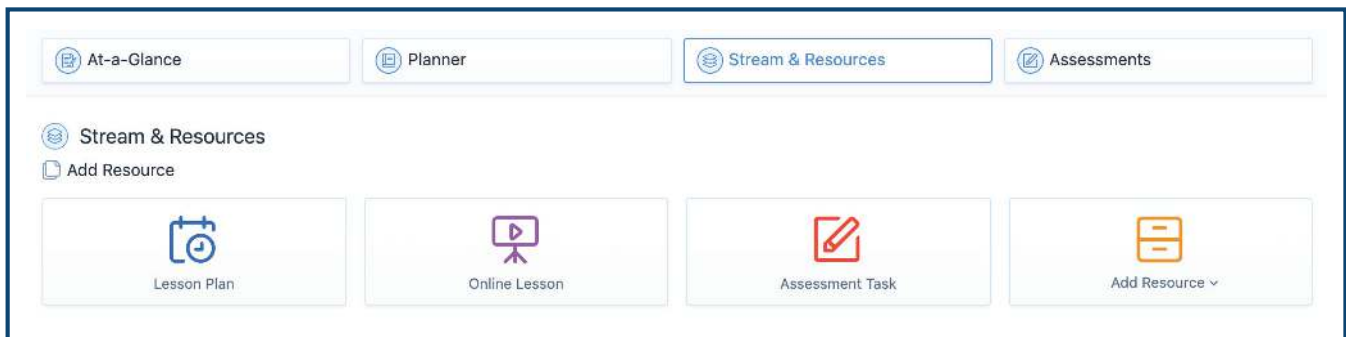 At-a-Glance
Planner
Stream & Resources
Assessments
Stream & Resources
Add Resource
Lesson Plan
Online Lesson
Assessment Task
Add Resource